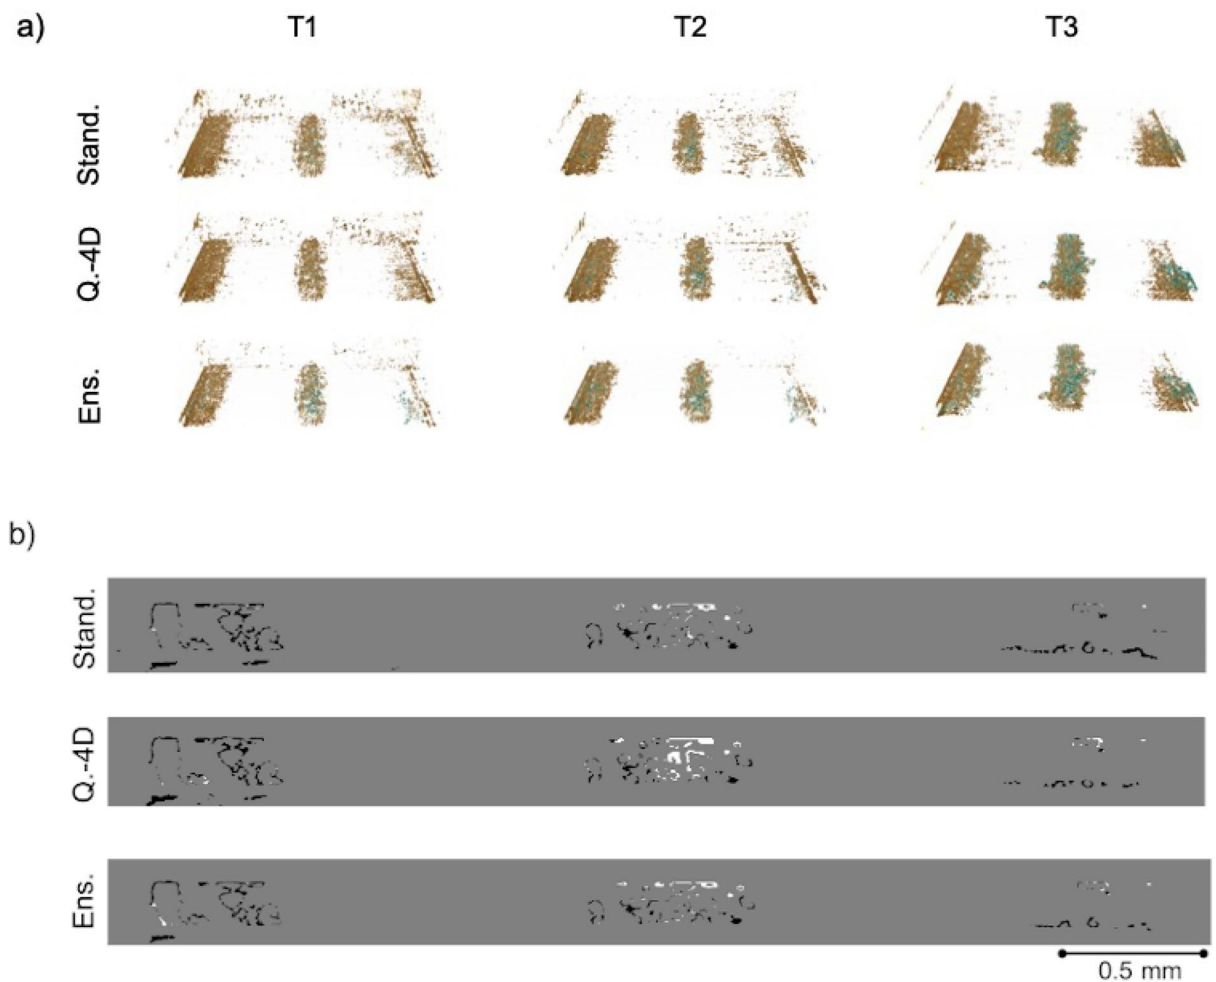 a) T1 T2 T3
Stand.
Q.-4D
Ens.
b)
Stand.
Q.-4D
Ens.
0.5 mm